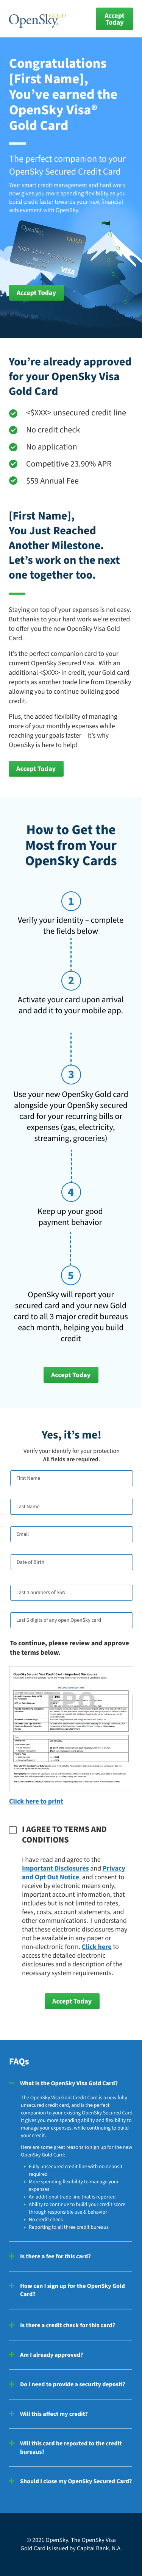 OpenSky GOLD
Accept
Today
Congratulations
[First Name],
You’ve earned the
OpenSky Visa®
Gold Card
The perfect companion to your
OpenSky Secured Credit Card
Your smart credit management and hard work
now gives you more spending flexibility as you
build credit faster towards your next financial
achievement with OpenSky.
OpenSky
GOLD
VISA
Accept Today
You’re already approved
for your OpenSky Visa
Gold Card
<$XXX> unsecured credit line
No credit check
No application
Competitive 23.90% APR
$59 Annual Fee
[First Name],
You Just Reached
Another Milestone.
Let’s work on the next
one together too.
Staying on top of your expenses is not easy.
But thanks to your hard work we’re excited
to offer you the new OpenSky Visa Gold
Card.
It’s the perfect companion card to your
current OpenSky Secured Visa. With an
additional <$XXX> in credit, your Gold card
reports as another trade line from OpenSky
allowing you to continue building good
credit.
Plus, the added flexibility of managing
more of your monthly expenses while
reaching your goals faster – it’s why
OpenSky is here to help!
Accept Today
How to Get the
Most from Your
OpenSky Cards
1
Verify your identity – complete
the fields below
2
Activate your card upon arrival
and add it to your mobile app.
3
Use your new OpenSky Gold card
alongside your OpenSky secured
card for your recurring bills or
expenses (gas, electricity,
streaming, groceries)
4
Keep up your good
payment behavior
5
OpenSky will report your
secured card and your new Gold
card to all 3 major credit bureaus
each month, helping you build
credit
Accept Today
Yes, it’s me!
Verify your identity for your protection
All fields are required.
First Name
Last Name
Email
Date of Birth
Last 4 numbers of SSN
Last 6 digits of any open OpenSky card
To continue, please review and approve
the terms below.
OpenSky Secured Visa Credit Card - Important Disclosures
FPO
Click here to print
I AGREE TO TERMS AND
CONDITIONS
I have read and agree to the
Important Disclosures and Privacy
and Opt Out Notice, and consent to
receive by electronic means only,
important account information, that
includes but is not limited to rates,
fees, costs, account statements, and
other communications. I understand
that these electronic disclosures may
not be available in any paper or
non-electronic form. Click here to
access the detailed electronic
disclosures and a description of the
necessary system requirements.
Accept Today
FAQs
What is the OpenSky Visa Gold Card?
The OpenSky Visa Gold Credit Card is a new fully
unsecured credit card, and is the perfect
companion to your existing OpenSky Secured Card.
It gives you more spending ability and flexibility to
manage your expenses, while continuing to build
your credit.
Here are some great reasons to sign up for the new
OpenSky Gold Card:
• Fully unsecured credit line with no deposit
required
• More spending flexibility to manage your
expenses
• An additional trade line that is reported
• Ability to continue to build your credit score
through responsible use & behavior
• No credit check
• Reporting to all three credit bureaus
Is there a fee for this card?
How can I sign up for the OpenSky Gold
Card?
Is there a credit check for this card?
Am I already approved?
Do I need to provide a security deposit?
Will this affect my credit?
Will this card be reported to the credit
bureaus?
Should I close my OpenSky Secured Card?
© 2021 OpenSky. The OpenSky Visa
Gold Card is issued by Capital Bank, N.A.